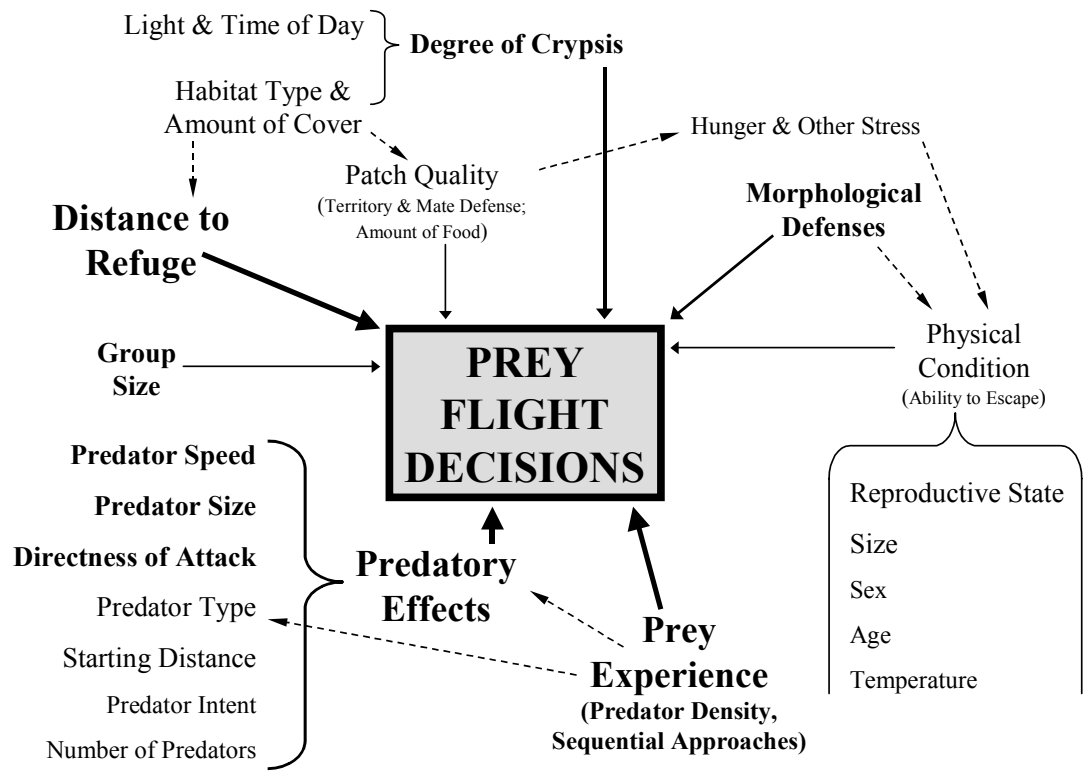 Light & Time of Day
Degree of Crypsis
Habitat Type &
Amount of Cover
Hunger & Other Stress
Patch Quality
(Territory & Mate Defense;
Amount of Food)
Morphological
Defenses
Distance to
Refuge
Physical
Condition
(Ability to Escape)
Group
Size
PREY
FLIGHT
DECISIONS
Predator Speed
Predator Size
Directness of Attack
Predator Type
Starting Distance
Predator Intent
Number of Predators
Predatory
Effects
Prey
Experience
(Predator Density,
Sequential Approaches)
Reproductive State
Size
Sex
Age
Temperature